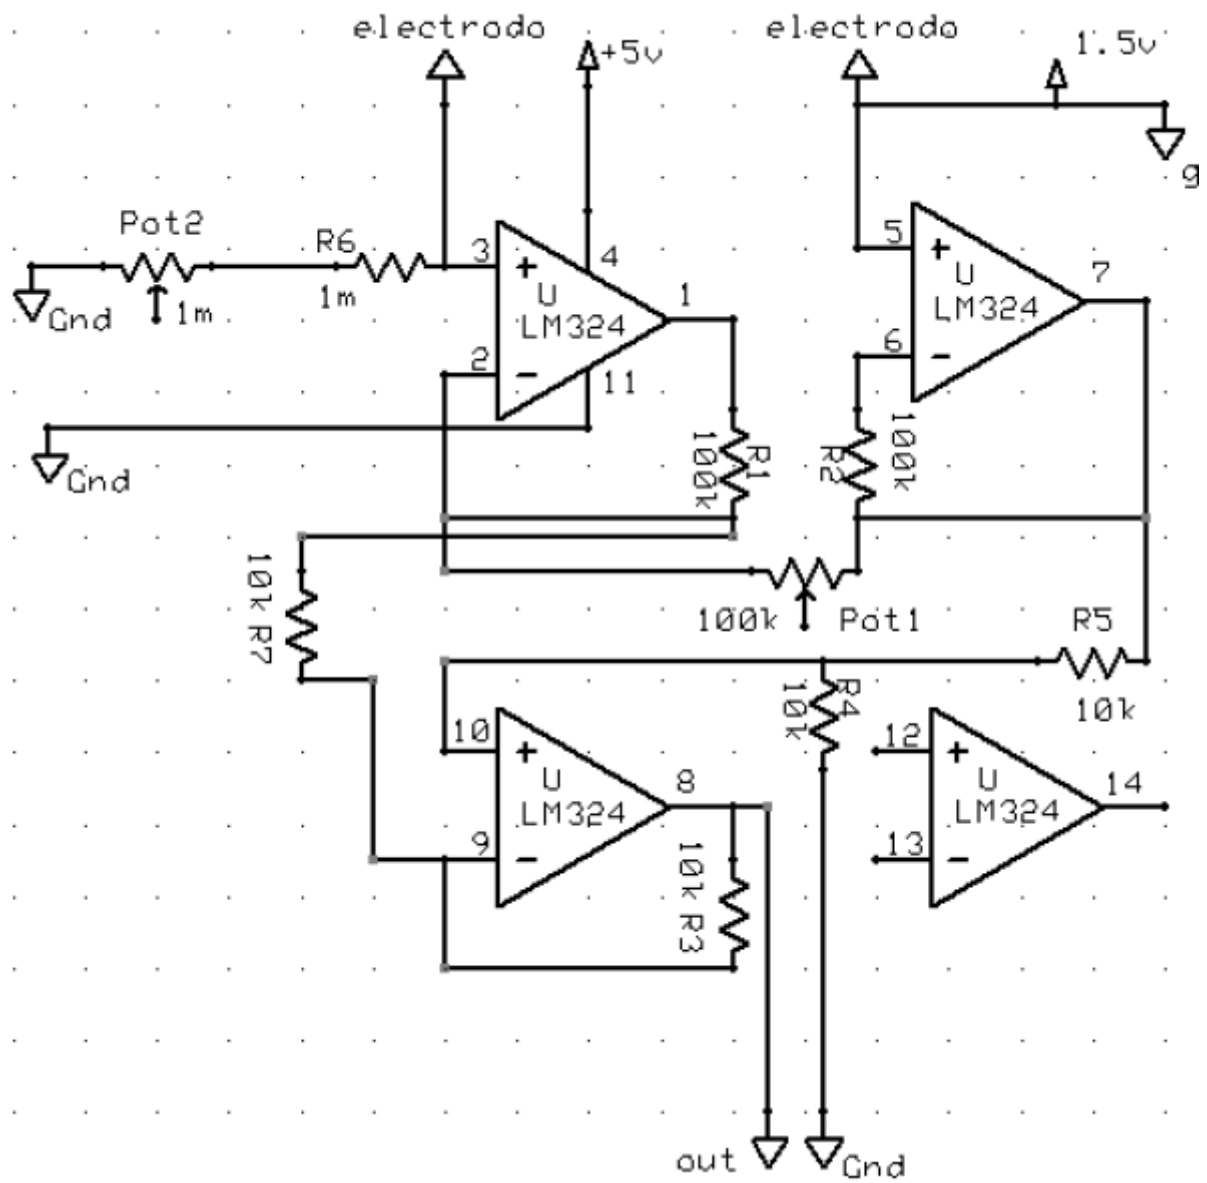 electrodo
electrodo
+5v
1.5v
g
Pot2
R6
3
+
4
5
+
7
1m
1m
Gnd
U
LM324
1
U
LM324
2
-
11
6
-
Gnd
R1
100k
R2
100k
10k R7
100k
Pot1
R5
10k
R4
10k
10
+
8
U
LM324
9
-
10k R3
12
+
14
U
LM324
13
-
out
Gnd